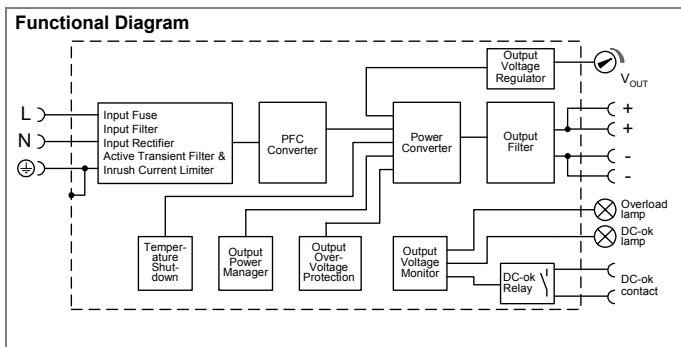 Functional Diagram
Output
Voltage
Regulator
V OUT
L
N
Input Fuse
Input Filter
Input Rectifier
Active Transient Filter &
Inrush Current Limiter
PFC
Converter
Power
Converter
Output
Filter
+
+
-
-
Temper-
ature
Shut-
down
Output
Power
Manager
Output
Over-
Voltage
Protection
Output
Voltage
Monitor
Overload
lamp
DC-ok
lamp
DC-ok
Relay
DC-ok
contact